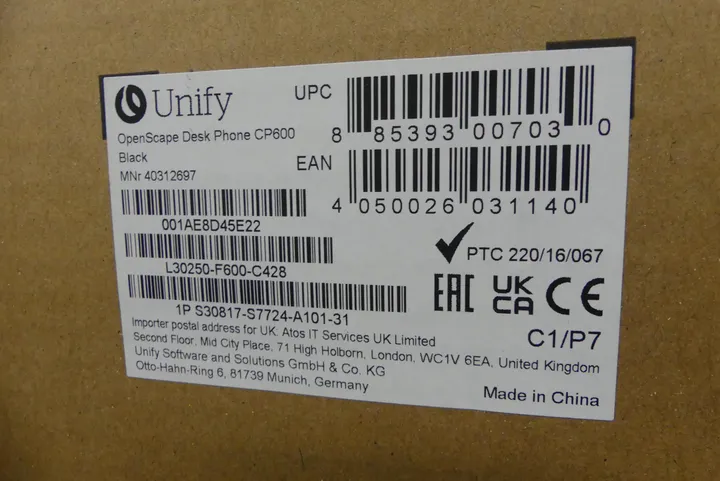 Unify
OpenScape Desk Phone CP600
Black
MNr 40312697
UPC
8 85393 00703 0
EAN
4 050026 031140
001AE8D45E22
L30250-F600-C428
1P S30817-S7724-A101-31
PTC 220/16/067
EAC UK CA CE
C1/P7
Importer postal address for UK: Atos IT Services UK Limited
Second Floor, Mid City Place, 71 High Holborn, London, WC1V 6EA, United Kingdom
Unify Software and Solutions GmbH & Co. KG
Otto-Hahn-Ring 6, 81739 Munich, Germany
Made in China